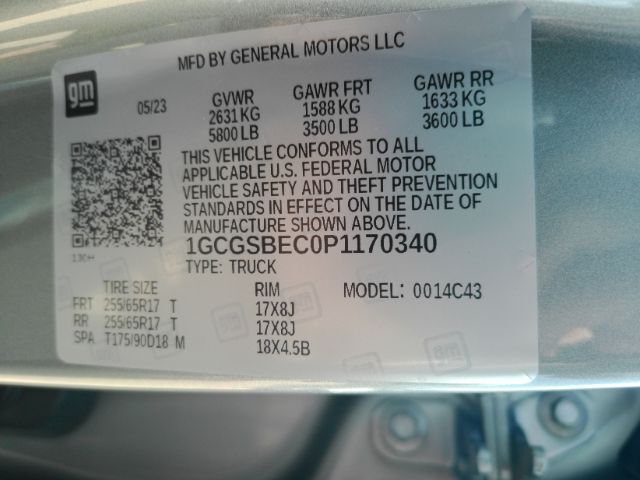 MFD BY GENERAL MOTORS LLC
gm
05/23
GVWR GAWR FRT GAWR RR
2631 KG 1588 KG 1633 KG
5800 LB 3500 LB 3600 LB
THIS VEHICLE CONFORMS TO ALL
APPLICABLE U.S. FEDERAL MOTOR
VEHICLE SAFETY AND THEFT PREVENTION
STANDARDS IN EFFECT ON THE DATE OF
MANUFACTURE SHOWN ABOVE.
1GCGSBEC0P1170340
TYPE: TRUCK
TIRE SIZE RIM MODEL: 0014C43
FRT 255/65R17 T 17X8J
RR 255/65R17 T 17X8J
SPA T175/90D18 M 18X4.5B
gm